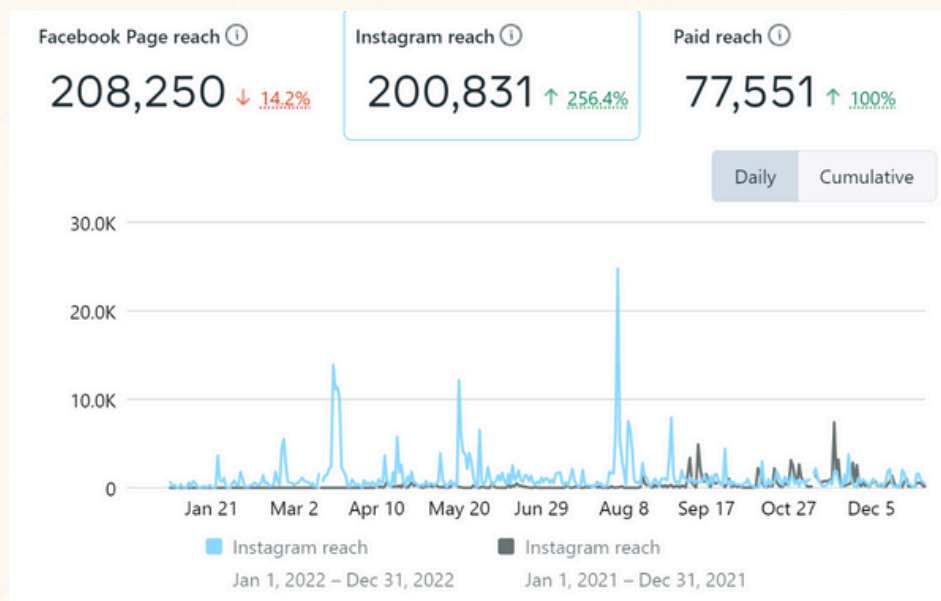 Facebook Page reach
208,250 ↓ 14.2%
Instagram reach
200,831 ↑ 256.4%
Paid reach
77,551 ↑ 100%
Daily
Cumulative
30.0K
20.0K
10.0K
0
Jan 21 Mar 2 Apr 10 May 20 Jun 29 Aug 8 Sep 17 Oct 27 Dec 5
Instagram reach
Jan 1, 2022 – Dec 31, 2022
Instagram reach
Jan 1, 2021 – Dec 31, 2021